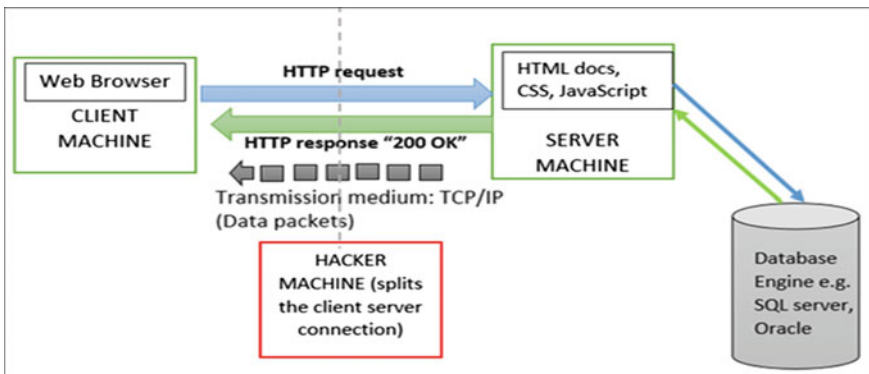 Web Browser
CLIENT
MACHINE
HTTP request
HTTP response “200 OK”
Transmission medium: TCP/IP
(Data packets)
HACKER
MACHINE (splits
the client server
connection)
HTML docs,
CSS, JavaScript
SERVER
MACHINE
Database
Engine e.g.
SQL server,
Oracle